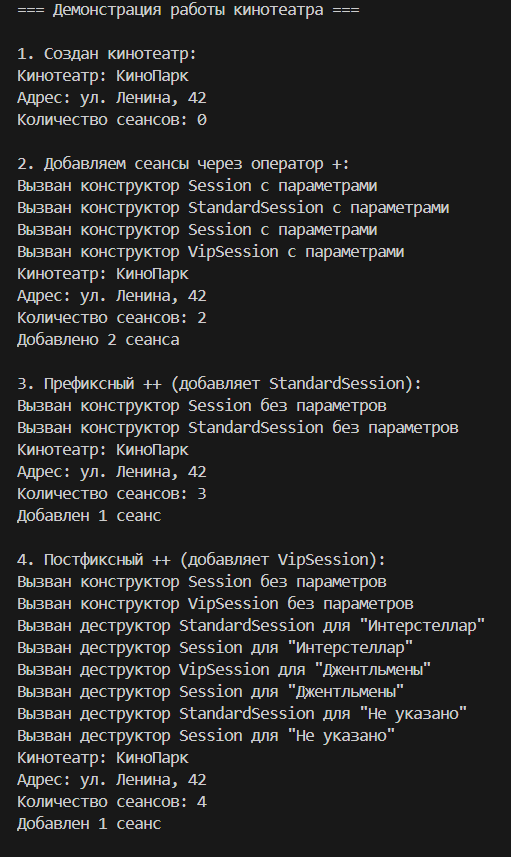 === Демонстрация работы кинотеатра ===
1. Создан кинотеатр:
Кинотеатр: КиноПарк
Адрес: ул. Ленина, 42
Количество сеансов: 0
2. Добавляем сеансы через оператор +:
Вызван конструктор Session с параметрами
Вызван конструктор StandardSession с параметрами
Вызван конструктор Session с параметрами
Вызван конструктор VipSession с параметрами
Кинотеатр: КиноПарк
Адрес: ул. Ленина, 42
Количество сеансов: 2
Добавлено 2 сеанса
3. Префиксный ++ (добавляет StandardSession):
Вызван конструктор Session без параметров
Вызван конструктор StandardSession без параметров
Кинотеатр: КиноПарк
Адрес: ул. Ленина, 42
Количество сеансов: 3
Добавлен 1 сеанс
4. Постфиксный ++ (добавляет VipSession):
Вызван конструктор Session без параметров
Вызван конструктор VipSession без параметров
Вызван деструктор StandardSession для "Интерстеллар"
Вызван деструктор Session для "Интерстеллар"
Вызван деструктор VipSession для "Джентльмены"
Вызван деструктор Session для "Джентльмены"
Вызван деструктор StandardSession для "Не указано"
Вызван деструктор Session для "Не указано"
Кинотеатр: КиноПарк
Адрес: ул. Ленина, 42
Количество сеансов: 4
Добавлен 1 сеанс